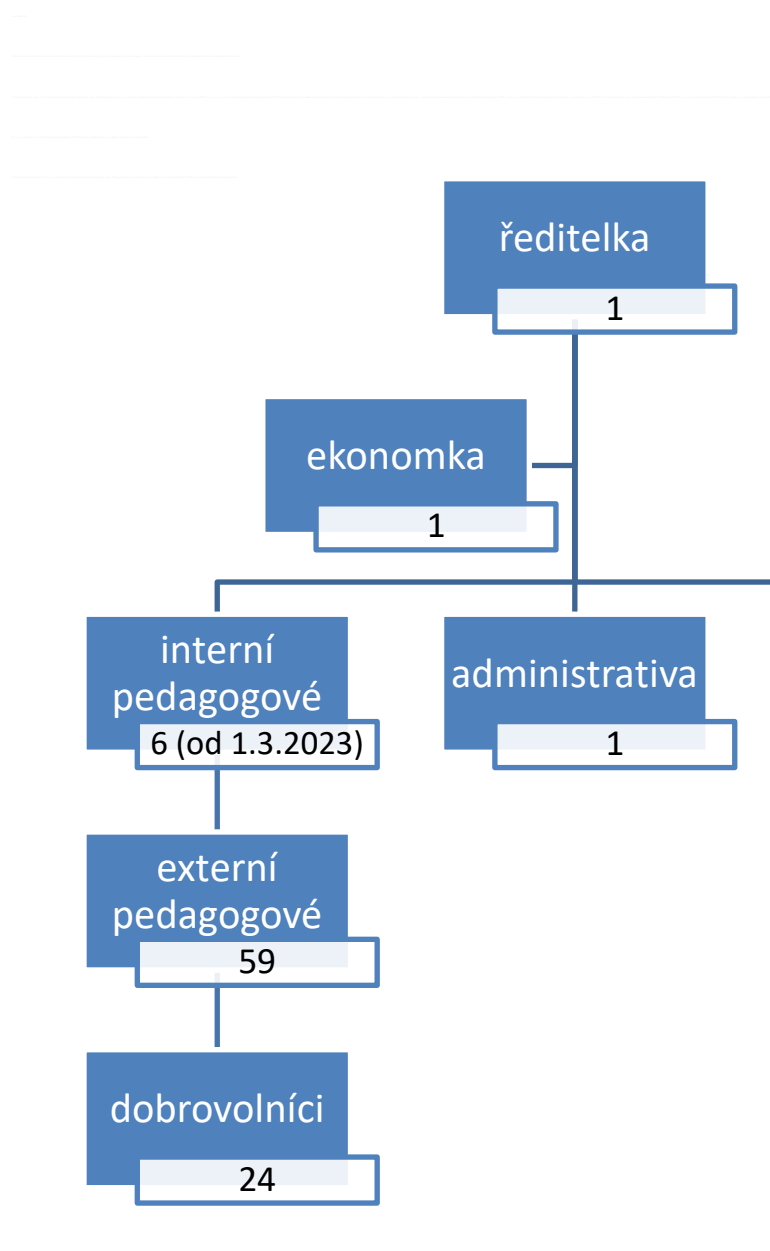 ředitelka
1
ekonomka
1
interní
pedagogové
6 (od 1.3.2023)
administrativa
1
externí
pedagogové
59
dobrovolníci
24